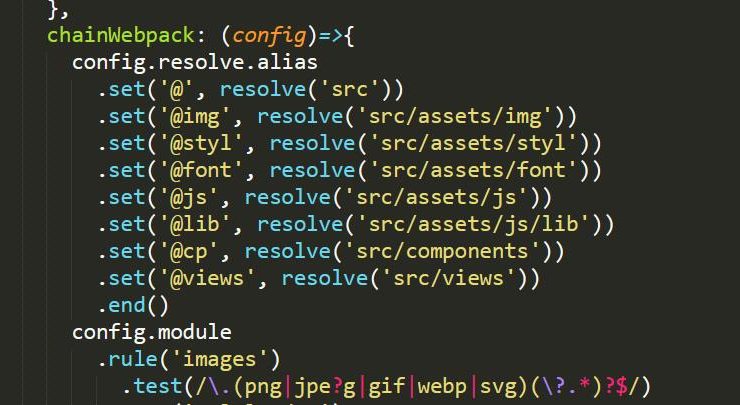 },
chainWebpack: (config)=>{
config.resolve.alias
.set('@', resolve('src'))
.set('@img', resolve('src/assets/img'))
.set('@styl', resolve('src/assets/styl'))
.set('@font', resolve('src/assets/font'))
.set('@js', resolve('src/assets/js'))
.set('@lib', resolve('src/assets/js/lib'))
.set('@cp', resolve('src/components'))
.set('@views', resolve('src/views'))
.end()
config.module
.rule('images')
.test(/\.(png|jpe?g|gif|webp|svg)(\?.*)?$/)